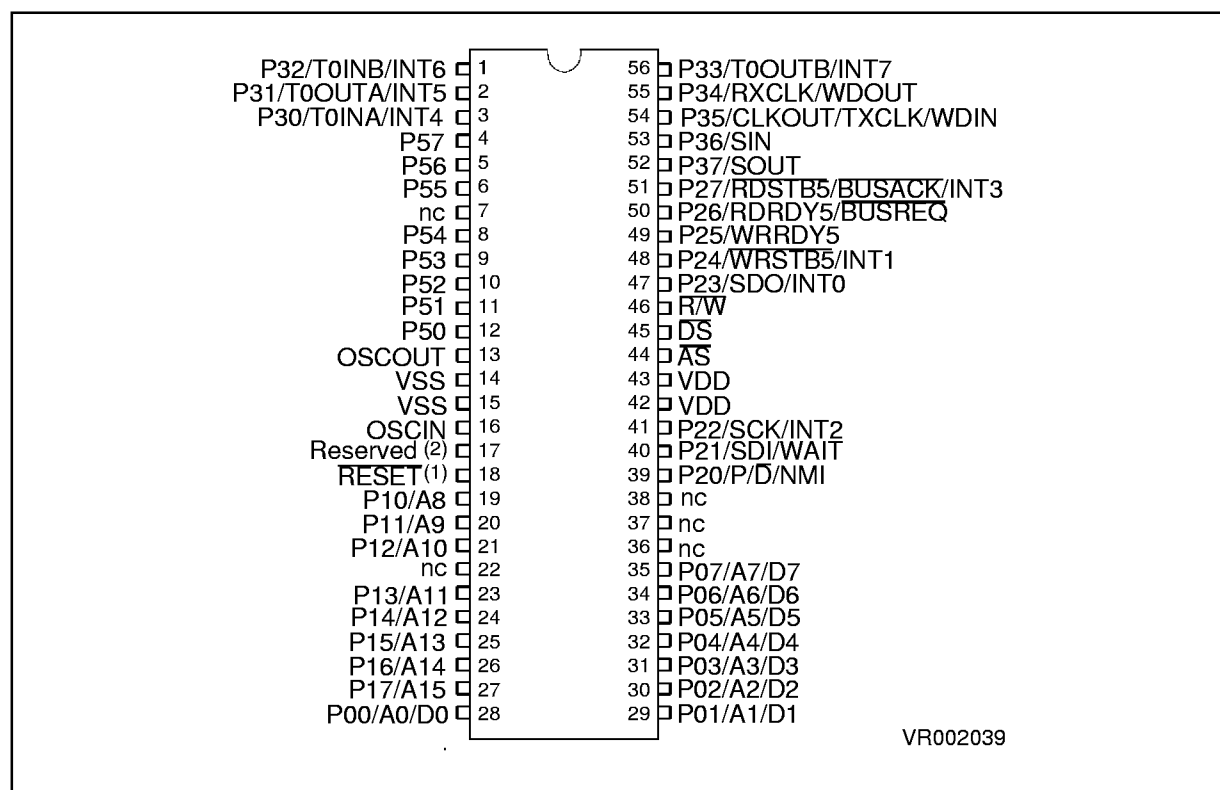 P32/T0INB/INT6 1 56 P33/T0OUTB/INT7
P31/T0OUTA/INT5 2 55 P34/RXCLK/WDOUT
P30/T0INA/INT4 3 54 P35/CLKOUT/TXCLK/WDIN
P57 4 53 P36/SIN
P56 5 52 P37/SOUT
P55 6 51 P27/R̅D̅S̅T̅B̅5̅/B̅U̅S̅A̅C̅K̅/INT3
nc 7 50 P26/RDRDY5/B̅U̅S̅R̅E̅Q̅
P54 8 49 P25/WRRDY5
P53 9 48 P24/W̅R̅S̅T̅B̅5̅/INT1
P52 10 47 P23/SDO/INT0
P51 11 46 R̅/̅W̅
P50 12 45 D̅S̅
OSCOUT 13 44 A̅S̅
VSS 14 43 VDD
VSS 15 42 VDD
OSCIN 16 41 P22/SCK/INT2
Reserved (2) 17 40 P21/SDI/WAIT
R̅E̅S̅E̅T̅ (1) 18 39 P20/P/D̅/NMI
P10/A8 19 38 nc
P11/A9 20 37 nc
P12/A10 21 36 nc
nc 22 35 P07/A7/D7
P13/A11 23 34 P06/A6/D6
P14/A12 24 33 P05/A5/D5
P15/A13 25 32 P04/A4/D4
P16/A14 26 31 P03/A3/D3
P17/A15 27 30 P02/A2/D2
P00/A0/D0 28 29 P01/A1/D1
VR002039